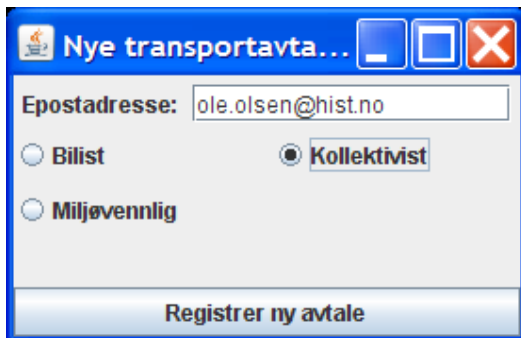 Nye transportavta...
Epostadresse: ole.olsen@hist.no
Bilist Kollektivist
Miljøvennlig
Registrer ny avtale